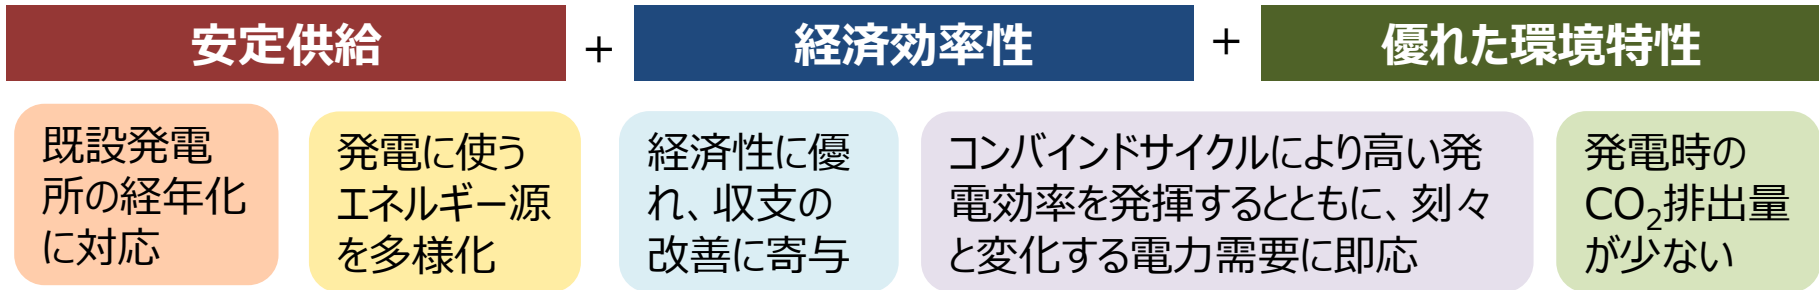 安定供給
+
経済効率性
+
優れた環境特性
既設発電
所の経年化
に対応
発電に使う
エネルギー源
を多様化
経済性に優
れ、収支の
改善に寄与
コンバインドサイクルにより高い発
電効率を発揮するとともに、刻々
と変化する電力需要に即応
発電時の
CO₂排出量
が少ない